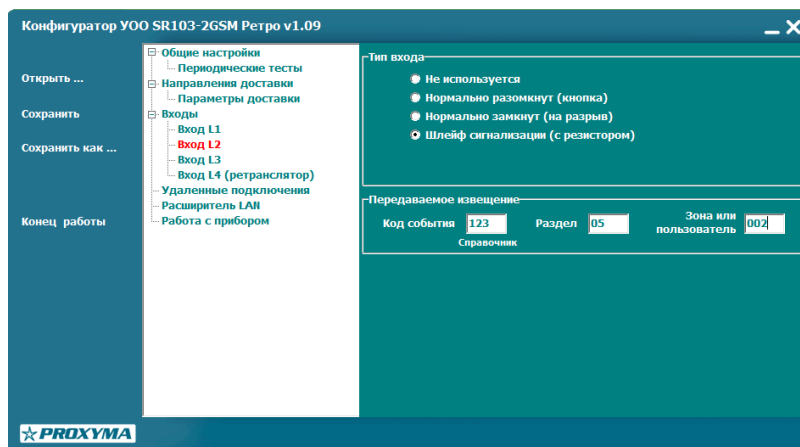 Конфигуратор УОО SR103-2GSM Ретро v1.09
Открыть ...
Сохранить
Сохранить как ...
Конец работы
Общие настройки
Периодические тесты
Направления доставки
Параметры доставки
Входы
Вход L1
Вход L2
Вход L3
Вход L4 (ретранслятор)
Удаленные подключения
Расширитель LAN
Работа с прибором
Тип входа
Не используется
Нормально разомкнут (кнопка)
Нормально замкнут (на разрыв)
Шлейф сигнализации (с резистором)
Передаваемое извещение
Код события 123
Справочник
Раздел 05
Зона или
пользователь 002
PROXYMA